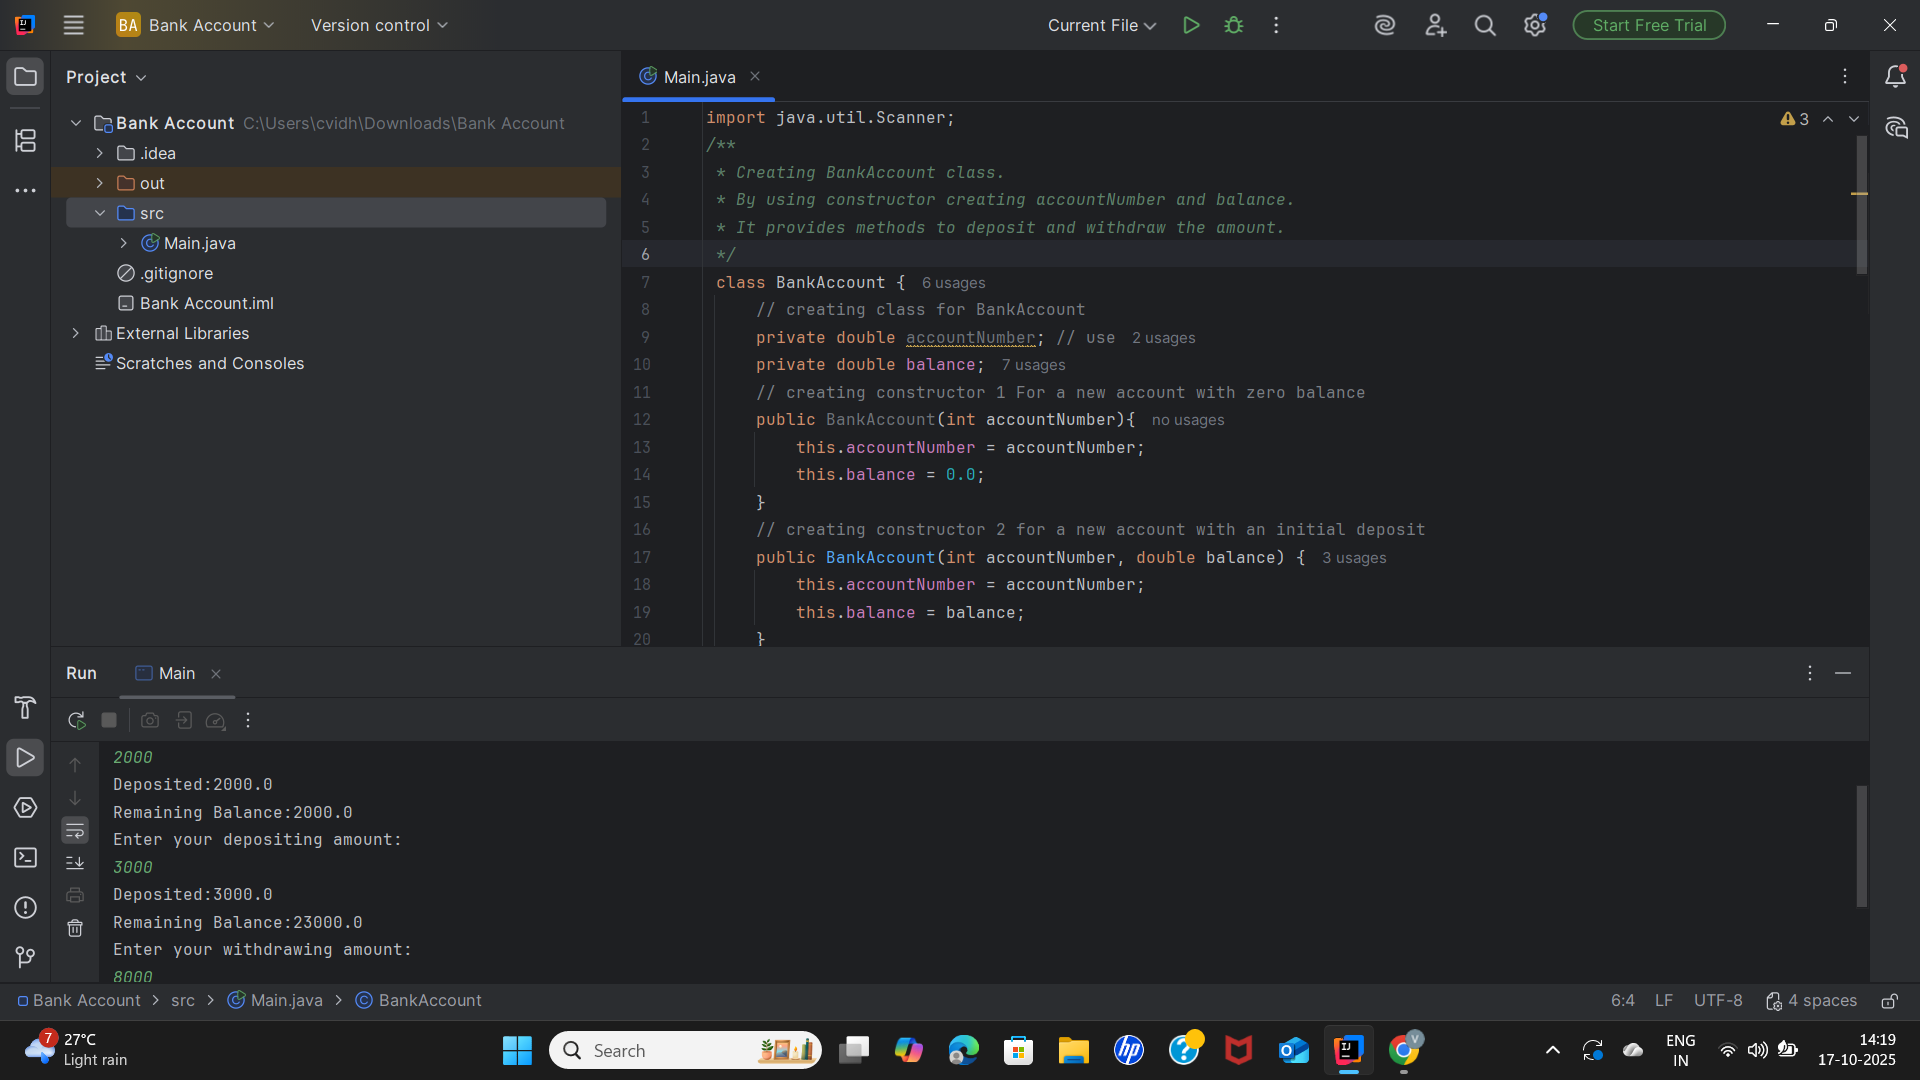 BA Bank Account Version control Current File Start Free Trial
Project
Bank Account C:\Users\cvidh\Downloads\Bank Account
.idea
out
src
Main.java
.gitignore
Bank Account.iml
External Libraries
Scratches and Consoles
Main.java
3
1 import java.util.Scanner;
2 /**
3 * Creating BankAccount class.
4 * By using constructor creating accountNumber and balance.
5 * It provides methods to deposit and withdraw the amount.
6 */
7 class BankAccount { 6 usages
8 // creating class for BankAccount
9 private double accountNumber; // use 2 usages
10 private double balance; 7 usages
11 // creating constructor 1 For a new account with zero balance
12 public BankAccount(int accountNumber){ no usages
13 this.accountNumber = accountNumber;
14 this.balance = 0.0;
15 }
16 // creating constructor 2 for a new account with an initial deposit
17 public BankAccount(int accountNumber, double balance) { 3 usages
18 this.accountNumber = accountNumber;
19 this.balance = balance;
20 }
Run Main
2000
Deposited:2000.0
Remaining Balance:2000.0
Enter your depositing amount:
3000
Deposited:3000.0
Remaining Balance:23000.0
Enter your withdrawing amount:
8000
Bank Account > src > Main.java > BankAccount 6:4 LF UTF-8 4 spaces
7 27°C
Light rain
Search
hp
V
ENG
IN
14:19
17-10-2025